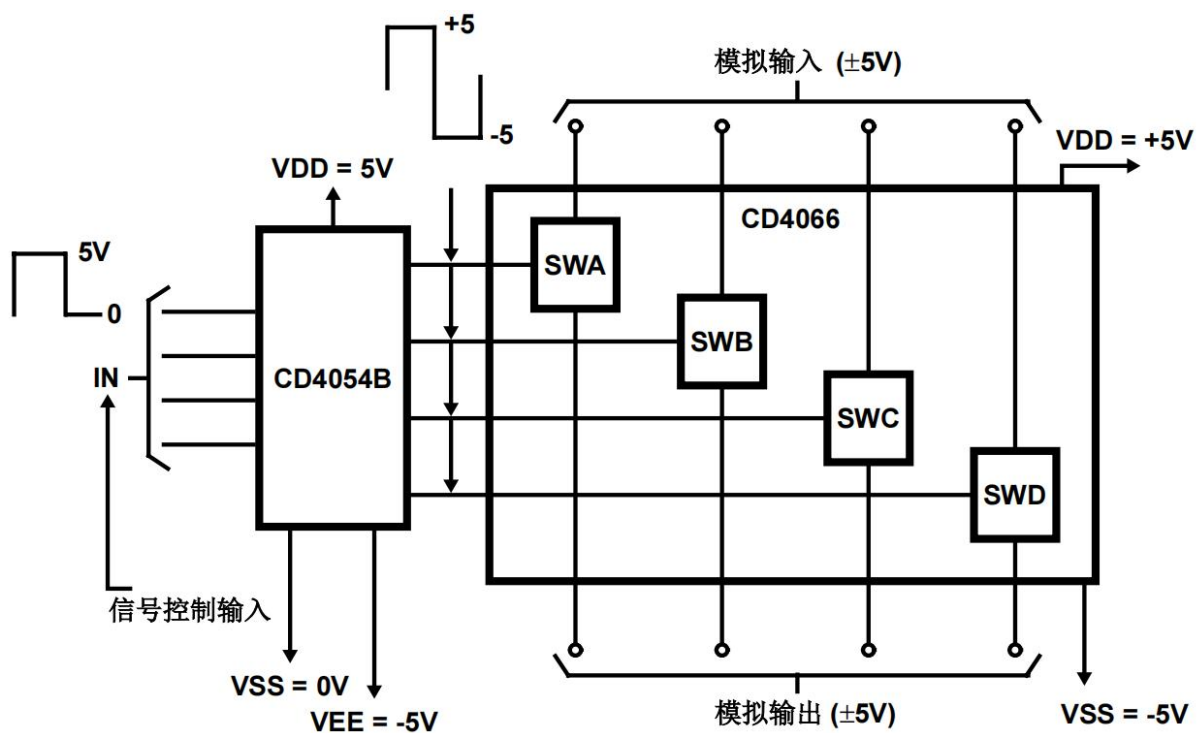 +5
-5
模拟输入 (±5V)
VDD = +5V
VDD = 5V
CD4066
5V
0
IN
CD4054B
SWA
SWB
SWC
SWD
信号控制输入
VSS = 0V
VEE = -5V
模拟输出 (±5V)
VSS = -5V